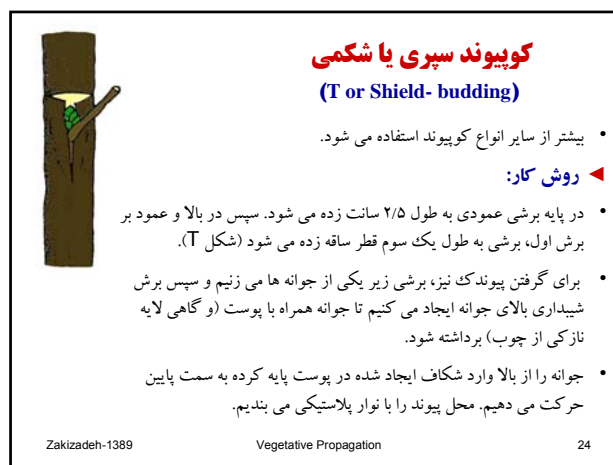 کوپیوند سپری یا شکمی
(T or Shield- budding)
• بیشتر از سایر انواع کوپیوند استفاده می شود.
◄ روش کار:
• در پایه برشی عمودی به طول ۲/۵ سانت زده می شود. سپس در بالا و عمود بر
برش اول، برشی به طول یک سوم قطر ساقه زده می شود (شکل T).
• برای گرفتن پیوندک نیز، برشی زیر یکی از جوانه ها می زنیم و سپس برش
شیبداری بالای جوانه ایجاد می کنیم تا جوانه همراه با پوست (و گاهی لایه
نازکی از چوب) برداشته شود.
• جوانه را از بالا وارد شکاف ایجاد شده در پوست پایه کرده به سمت پایین
حرکت می دهیم. محل پیوند را با نوار پلاستیکی می بندیم.
Zakizadeh-1389 Vegetative Propagation 24